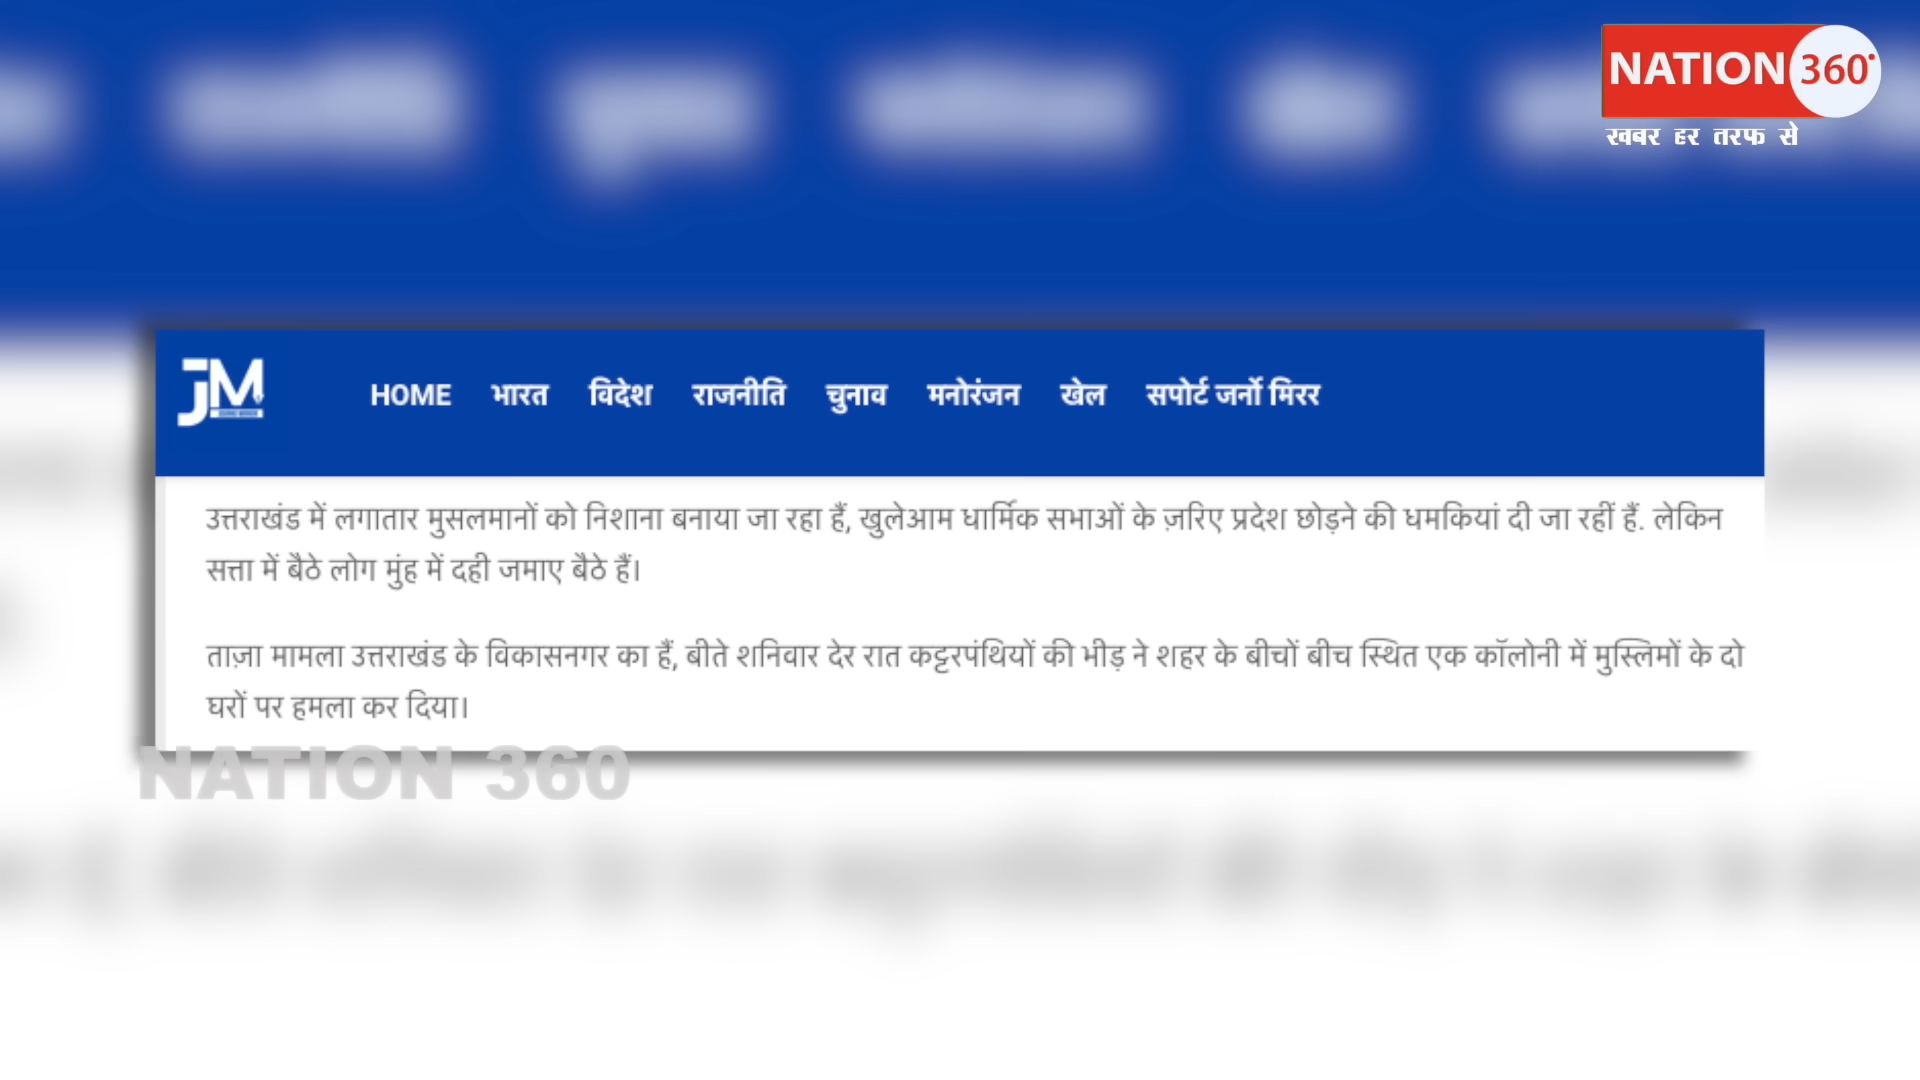 NATION 360°
खबर हर तरफ से
JM
HOME भारत विदेश राजनीति चुनाव मनोरंजन खेल सपोर्ट जर्नो मिरर
उत्तराखंड में लगातार मुसलमानों को निशाना बनाया जा रहा हैं, खुलेआम धार्मिक सभाओं के ज़रिए प्रदेश छोड़ने की धमकियां दी जा रहीं हैं. लेकिन
सत्ता में बैठे लोग मुंह में दही जमाए बैठे हैं।
ताज़ा मामला उत्तराखंड के विकासनगर का हैं, बीते शनिवार देर रात कट्टरपंथियों की भीड़ ने शहर के बीचों बीच स्थित एक कॉलोनी में मुस्लिमों के दो
घरों पर हमला कर दिया।
NATION 360